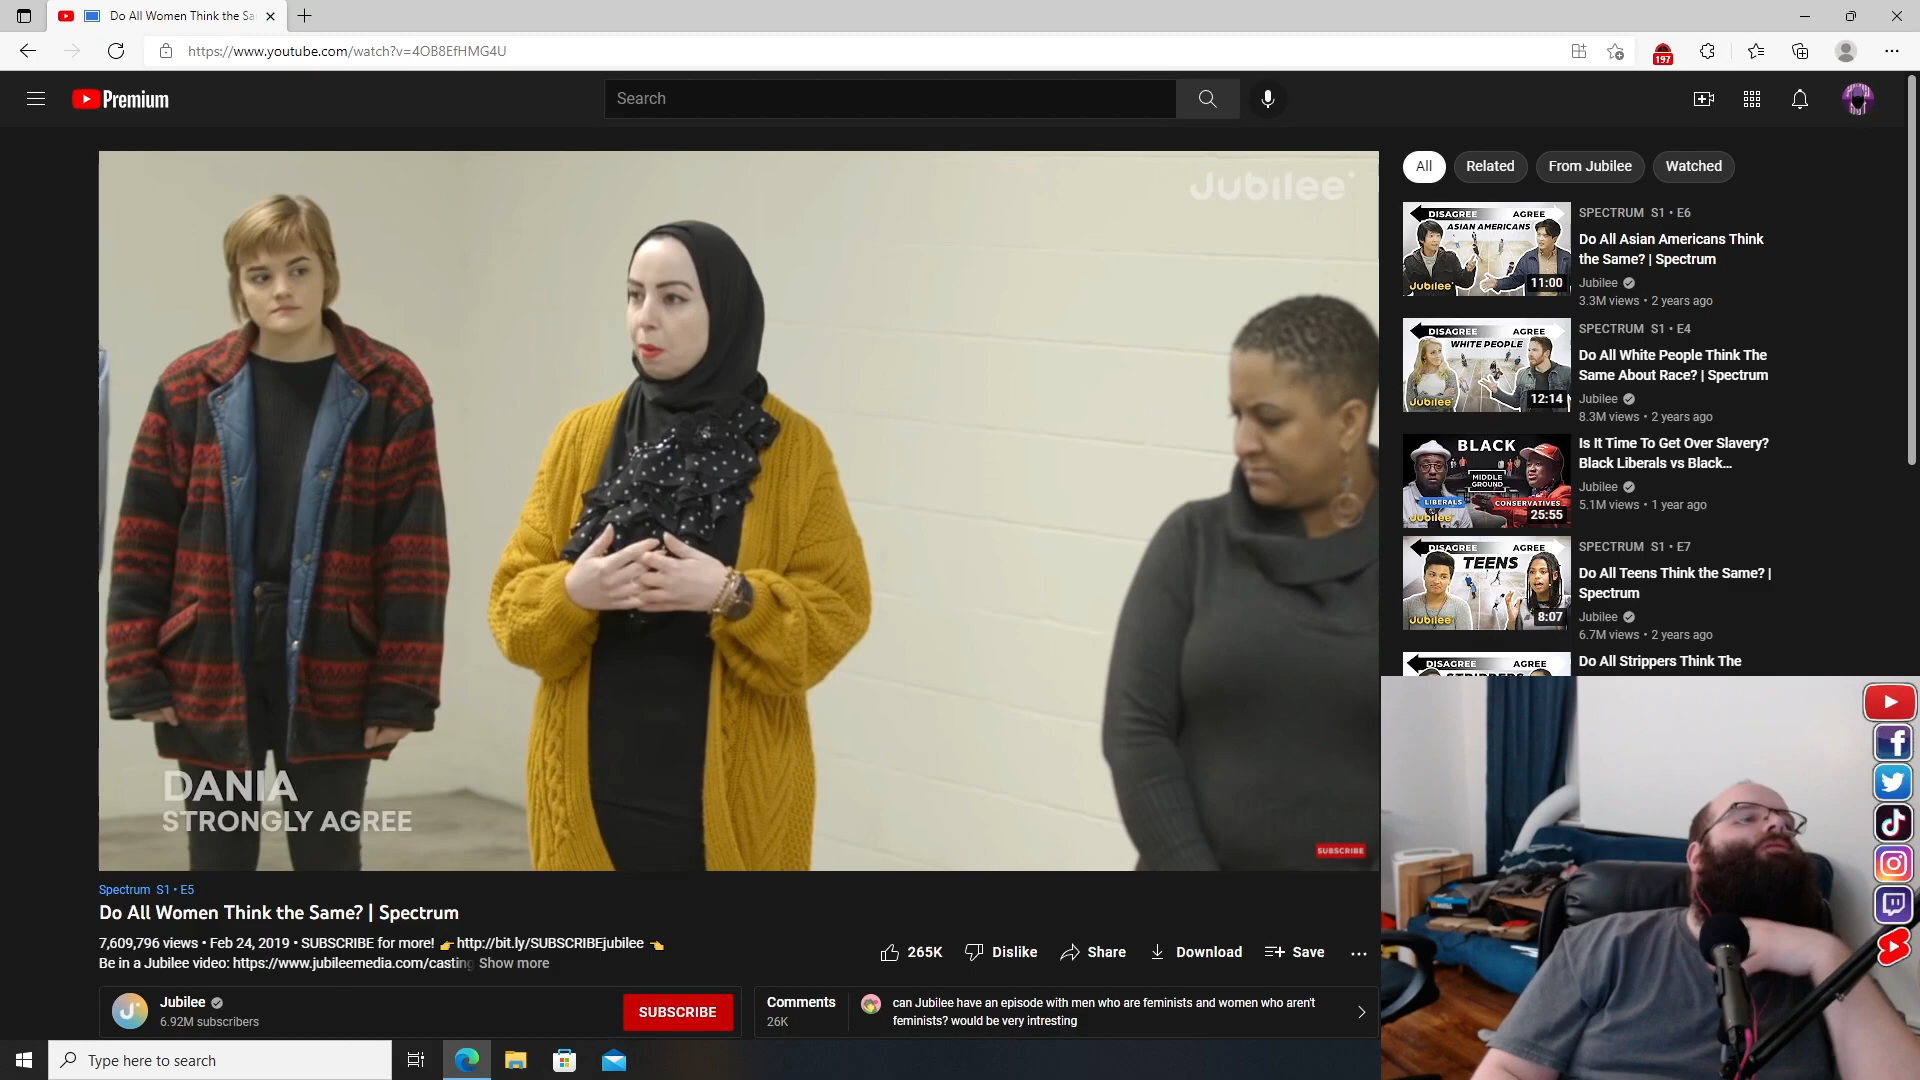 Do All Women Think the Sa
https://www.youtube.com/watch?v=4OB8EfHMG4U
197
Premium
Search
Jubilee
DANIA
STRONGLY AGREE
SUBSCRIBE
Spectrum S1 • E5
Do All Women Think the Same? | Spectrum
7,609,796 views • Feb 24, 2019 • SUBSCRIBE for more! 👉 http://bit.ly/SUBSCRIBEjubilee 👈
Be in a Jubilee video: https://www.jubileemedia.com/casting Show more
265K Dislike Share Download Save
Jubilee
6.92M subscribers
SUBSCRIBE
Comments
26K
can Jubilee have an episode with men who are feminists and women who aren't
feminists? would be very intresting
All Related From Jubilee Watched
DISAGREE AGREE
ASIAN AMERICANS
Jubilee
11:00
SPECTRUM S1 • E6
Do All Asian Americans Think
the Same? | Spectrum
Jubilee
3.3M views • 2 years ago
DISAGREE AGREE
WHITE PEOPLE
Jubilee
12:14
SPECTRUM S1 • E4
Do All White People Think The
Same About Race? | Spectrum
Jubilee
8.3M views • 2 years ago
BLACK
MIDDLE
GROUND
LIBERALS
CONSERVATIVES
Jubilee
25:55
Is It Time To Get Over Slavery?
Black Liberals vs Black...
Jubilee
5.1M views • 1 year ago
DISAGREE AGREE
TEENS
Jubilee
8:07
SPECTRUM S1 • E7
Do All Teens Think the Same? |
Spectrum
Jubilee
6.7M views • 2 years ago
DISAGREE AGREE
STRIPPERS
Do All Strippers Think The
Type here to search